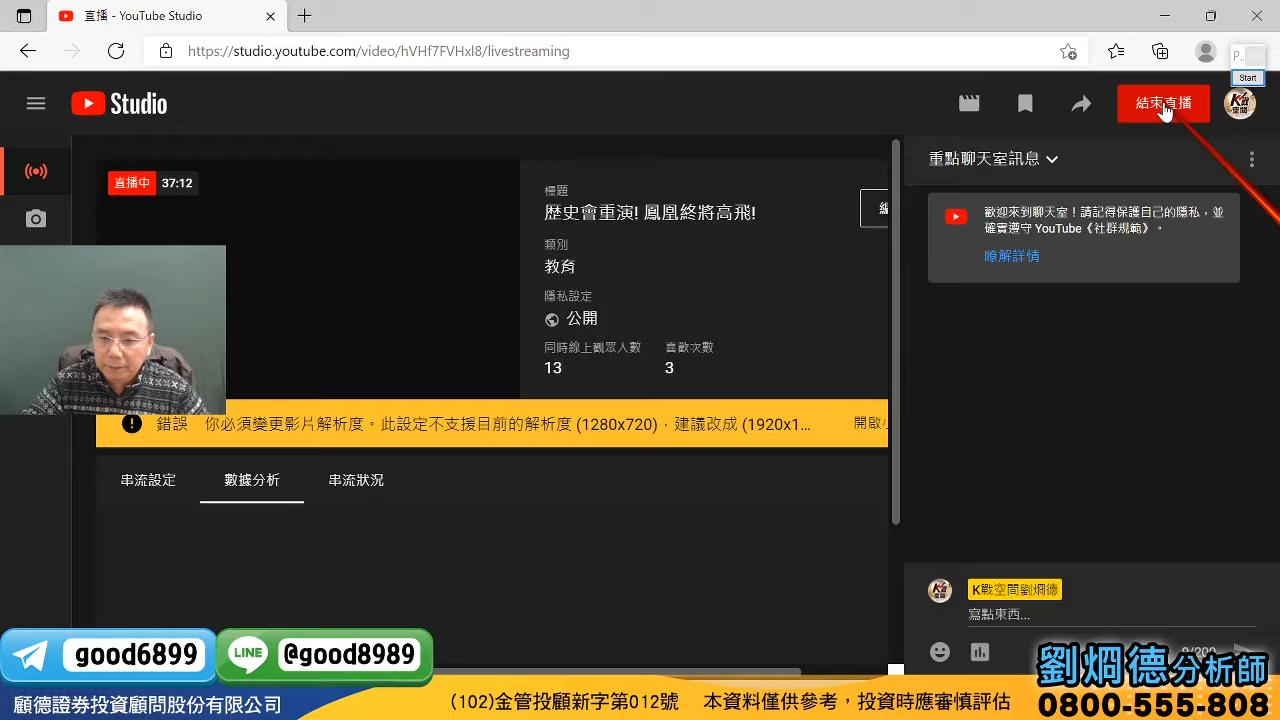 直播 - YouTube Studio
https://studio.youtube.com/video/hVHf7FVHxl8/livestreaming
P...
Start
Studio
結束直播
直播中 37:12
標題
歷史會重演! 鳳凰終將高飛!
類別
教育
隱私設定
公開
同時線上觀眾人數 喜歡次數
13 3
重點聊天室訊息
歡迎來到聊天室！請記得保護自己的隱私，並
確實遵守 YouTube《社群規範》。
瞭解詳情
錯誤 你必須變更影片解析度。此設定不支援目前的解析度 (1280x720)，建議改成 (1920x1...
開啟
串流設定 數據分析 串流狀況
K戰空間劉烱德
寫點東西...
good6899
LINE @good8989
劉烱德分析師
0800-555-808
顧德證券投資顧問股份有限公司
(102)金管投顧新字第012號 本資料僅供參考，投資時應審慎評估